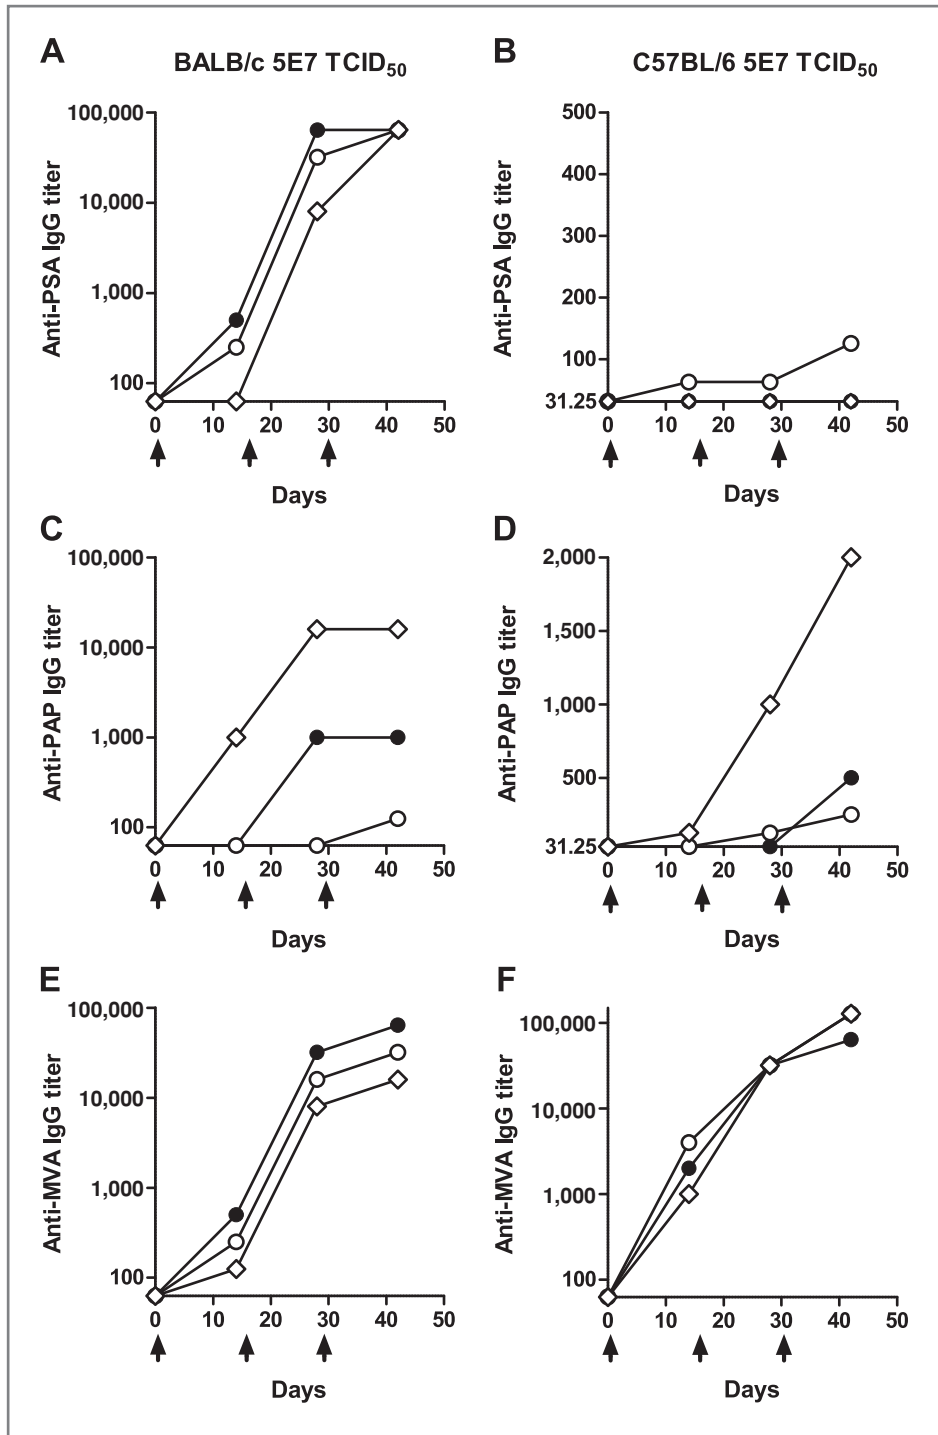 A
BALB/c 5E7 TCID50
Anti-PSA IgG titer
100,000
10,000
1,000
100
0 10 20 30 40 50
Days
B
C57BL/6 5E7 TCID50
Anti-PSA IgG titer
500
400
300
200
100
31.25
0 10 20 30 40 50
Days
C
Anti-PAP IgG titer
100,000
10,000
1,000
100
0 10 20 30 40 50
Days
D
Anti-PAP IgG titer
2,000
1,500
1,000
500
31.25
0 10 20 30 40 50
Days
E
Anti-MVA IgG titer
100,000
10,000
1,000
100
0 10 20 30 40 50
Days
F
Anti-MVA IgG titer
100,000
10,000
1,000
100
0 10 20 30 40 50
Days